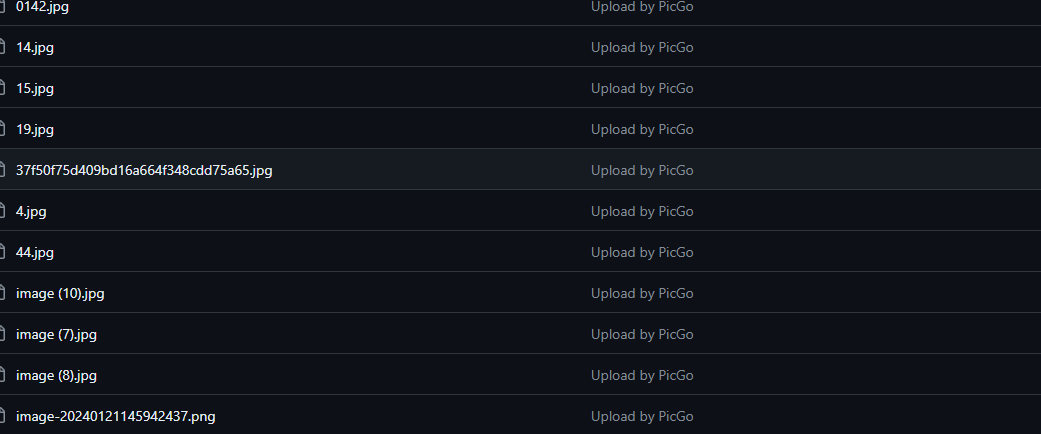 0142.jpg Upload by PicGo
14.jpg Upload by PicGo
15.jpg Upload by PicGo
19.jpg Upload by PicGo
37f50f75d409bd16a664f348cdd75a65.jpg Upload by PicGo
4.jpg Upload by PicGo
44.jpg Upload by PicGo
image (10).jpg Upload by PicGo
image (7).jpg Upload by PicGo
image (8).jpg Upload by PicGo
image-20240121145942437.png Upload by PicGo